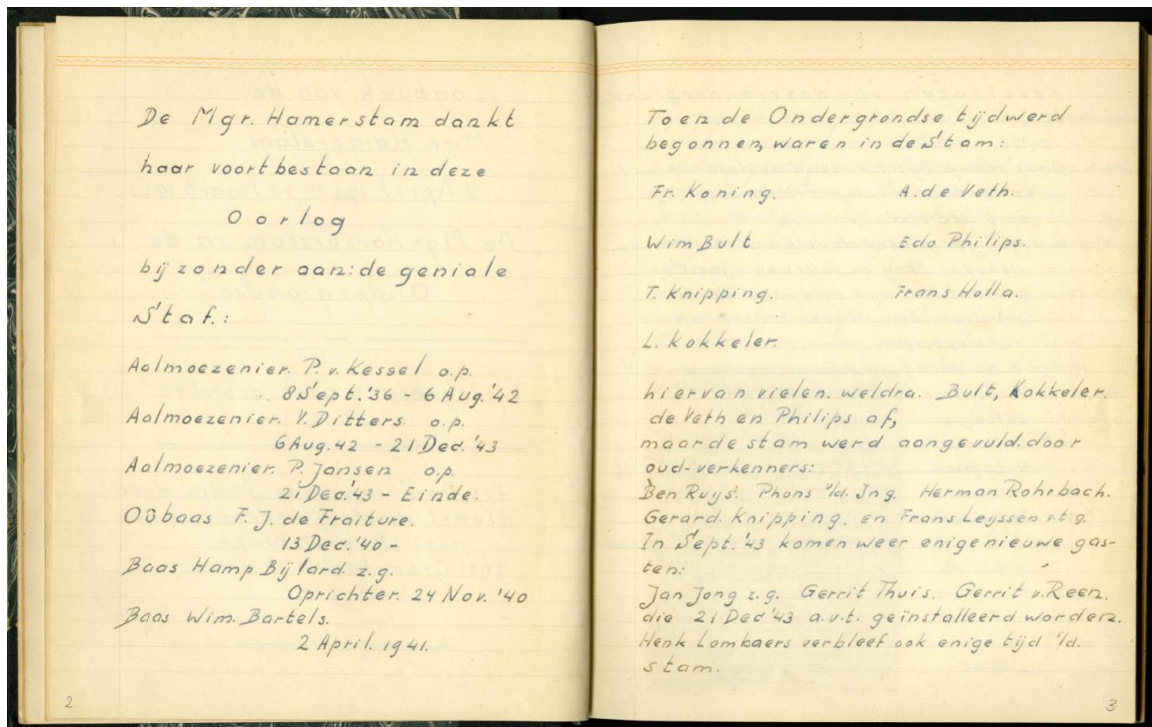 De Mgr. Hamerstam dankt
haar voortbestaan in deze
Oorlog
bijzonder aan: de geniale
Staf.:
Aalmoezenier. P. v. Kessel o.p.
8 Sept. '36 - 6 Aug. '42
Aalmoezenier. V. Ditters. o.p.
6 Aug. 42 - 21 Dec. '43
Aalmoezenier. P. Jansen o.p.
21 Dec. '43 - Einde.
Oubaas F. J. de Fraiture.
13 Dec. '40 -
Baas Hamp Bijlard. z.g.
Oprichter. 24 Nov. '40
Baas Wim. Bartels.
2 April. 1941.
2
Toen de Ondergrondse tijd werd
begonnen, waren in de Stam:
Fr. Koning. A. de Veth.
Wim Bult Edo Philips.
T. Knipping. Frans Holla.
L. Kokkeler.
hiervan vielen. weldra. Bult, Kokkeler.
de Veth en Philips af,
maar de stam werd aangevuld. door
oud-verkenners:
Ben Ruys. Phons v/d. Ing. Herman Rohrbach.
Gerard. Knipping. en Frans Leyssen v.t.g.
In Sept. '43 komen weer enige nieuwe gas-
ten:
Jan Jong z.g. Gerrit Thuis. Gerrit v. Reen.
die 21 Dec '43 a.v.t. geïnstalleerd worden.
Henk Lombaers verbleef ook enige tijd i/d.
stam.
3